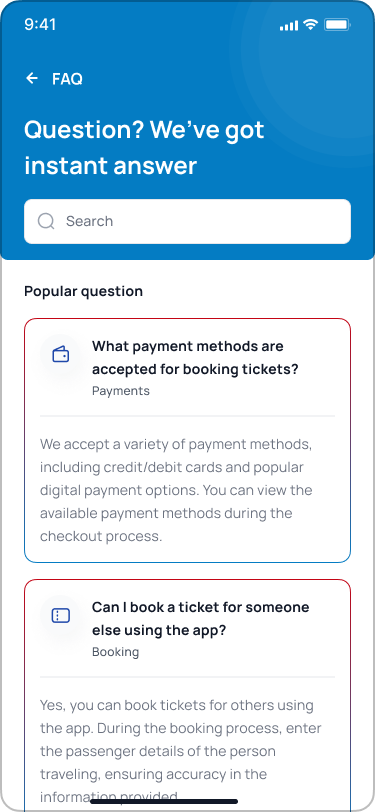 9:41
FAQ
Question? We’ve got
instant answer
Search
Popular question
What payment methods are
accepted for booking tickets?
Payments
We accept a variety of payment methods,
including credit/debit cards and popular
digital payment options. You can view the
available payment methods during the
checkout process.
Can I book a ticket for someone
else using the app?
Booking
Yes, you can book tickets for others using
the app. During the booking process, enter
the passenger details of the person
traveling, ensuring accuracy in the
information provided